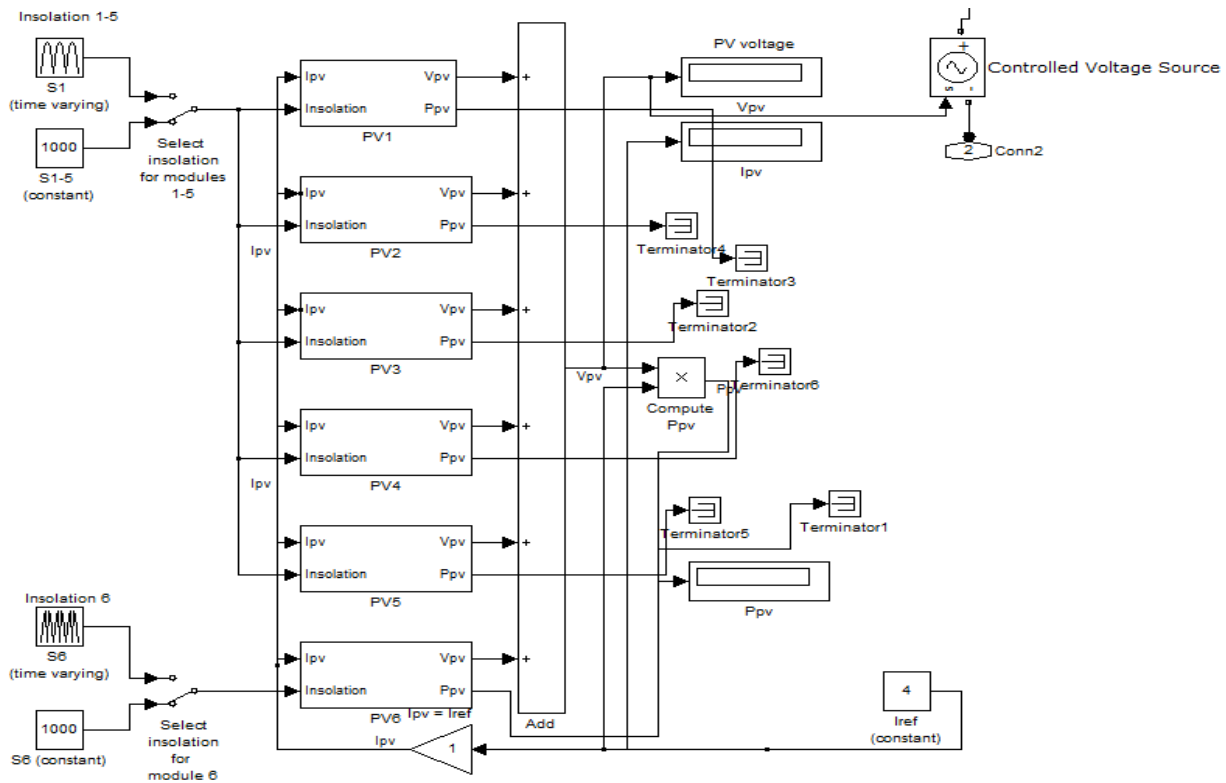 Insolation 1-5
S1
(time varying)
1000
S1-5
(constant)
Select
insolation
for modules
1-5
Ipv
Insolation
Vpv
Ppv
PV1
Ipv
Insolation
Vpv
Ppv
PV2
Ipv
Ipv
Insolation
Vpv
Ppv
PV3
Ipv
Insolation
Vpv
Ppv
PV4
Ipv
Ipv
Insolation
Vpv
Ppv
PV5
Insolation 6
S6
(time varying)
1000
S6 (constant)
Select
insolation
for
module 6
Ipv
Insolation
Vpv
Ppv
PV6
Ipv = Iref
Ipv
1
+
+
+
+
+
+
Add
PV voltage
Vpv
Ipv
Terminator4
Terminator3
Terminator2
Vpv
×
Compute
Ppv
Ppv
Terminator6
Terminator5
Terminator1
Ppv
4
Iref
(constant)
+
s
-
Controlled Voltage Source
2
Conn2